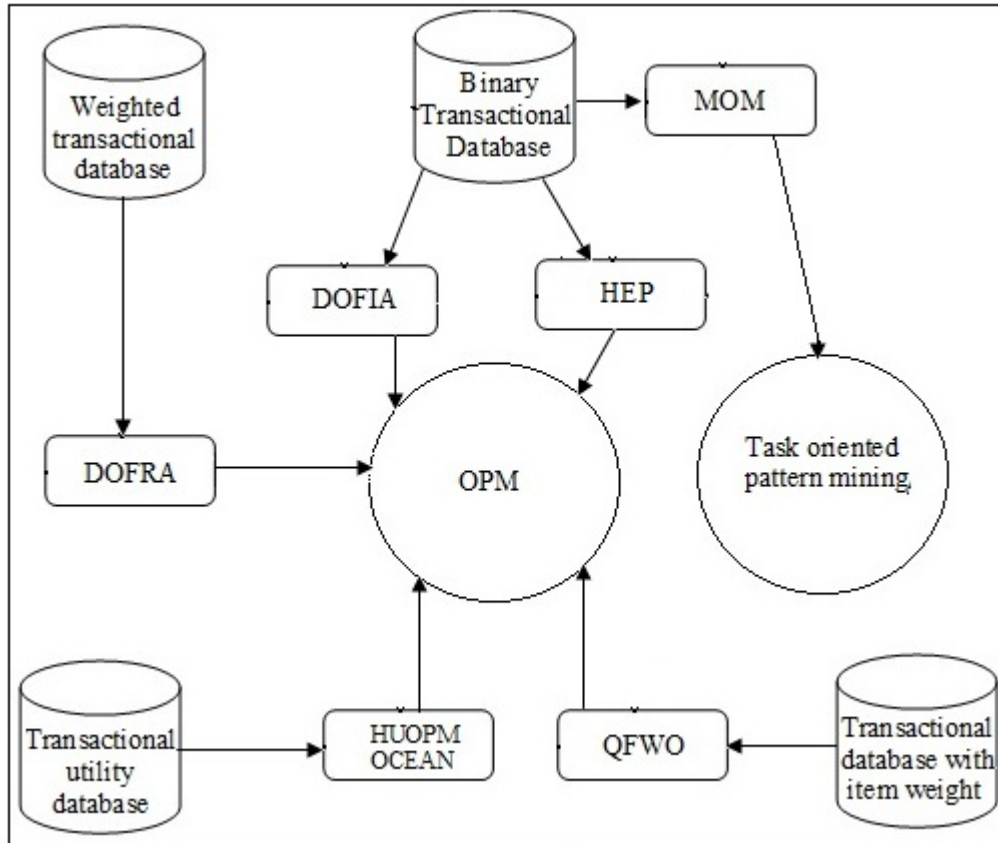 Weighted
transactional
database
Binary
Transactional
Database
MOM
DOFIA
HEP
DOFRA
OPM
Task oriented
pattern mining,
Transactional
utility
database
HUOPM
OCEAN
QFWO
Transactional
database with
item weight